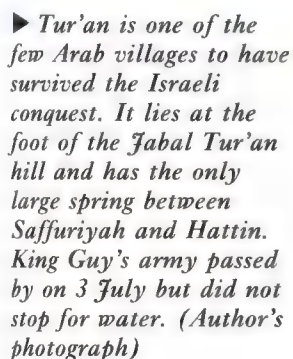 ▶ Tur'an is one of the
few Arab villages to have
survived the Israeli
conquest. It lies at the
foot of the Jabal Tur'an
hill and has the only
large spring between
Saffuriyah and Hattin.
King Guy's army passed
by on 3 July but did not
stop for water. (Author's
photograph)